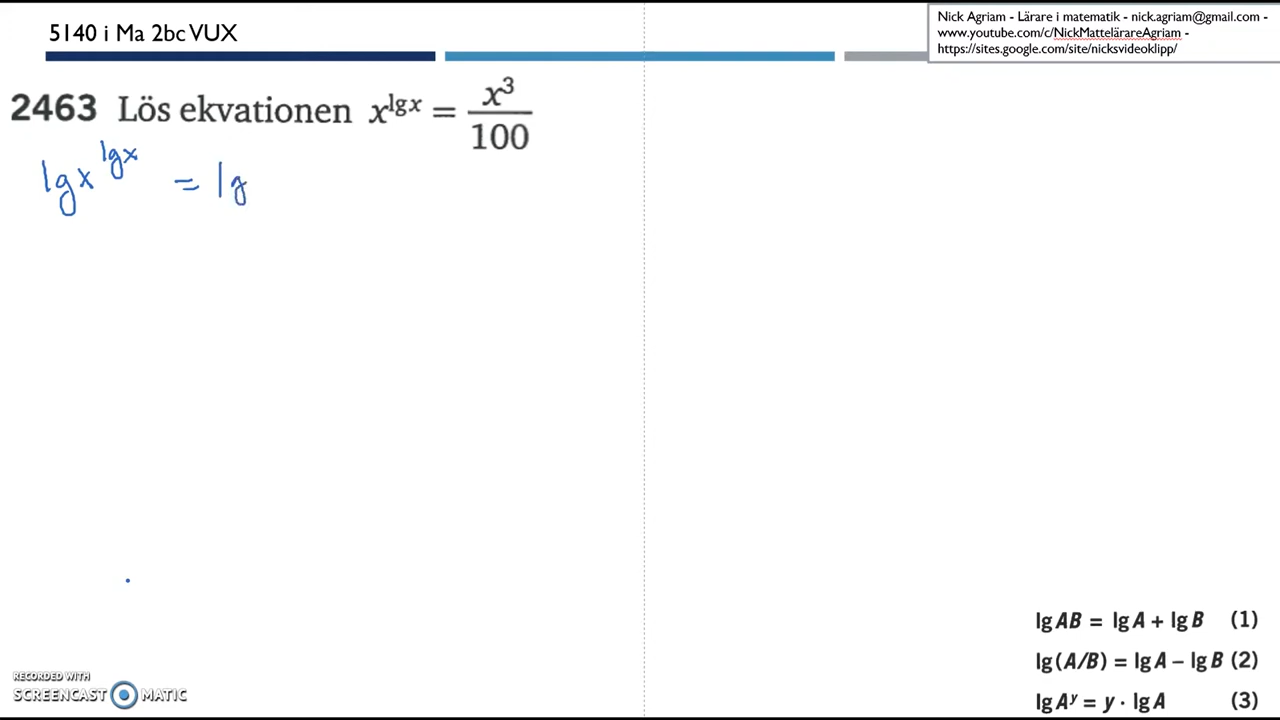 5140 i Ma 2bc VUX
Nick Agriam - Lärare i matematik - nick.agriam@gmail.com -
www.youtube.com/c/NickMattelärareAgriam -
https://sites.google.com/site/nicksvideoklipp/
2463 Lös ekvationen x^{lg x} = x³/100
lg x^{lg x} = lg
lg AB = lg A + lg B (1)
lg (A/B) = lg A − lg B (2)
lg Aʸ = y · lg A (3)
RECORDED WITH
SCREENCAST MATIC